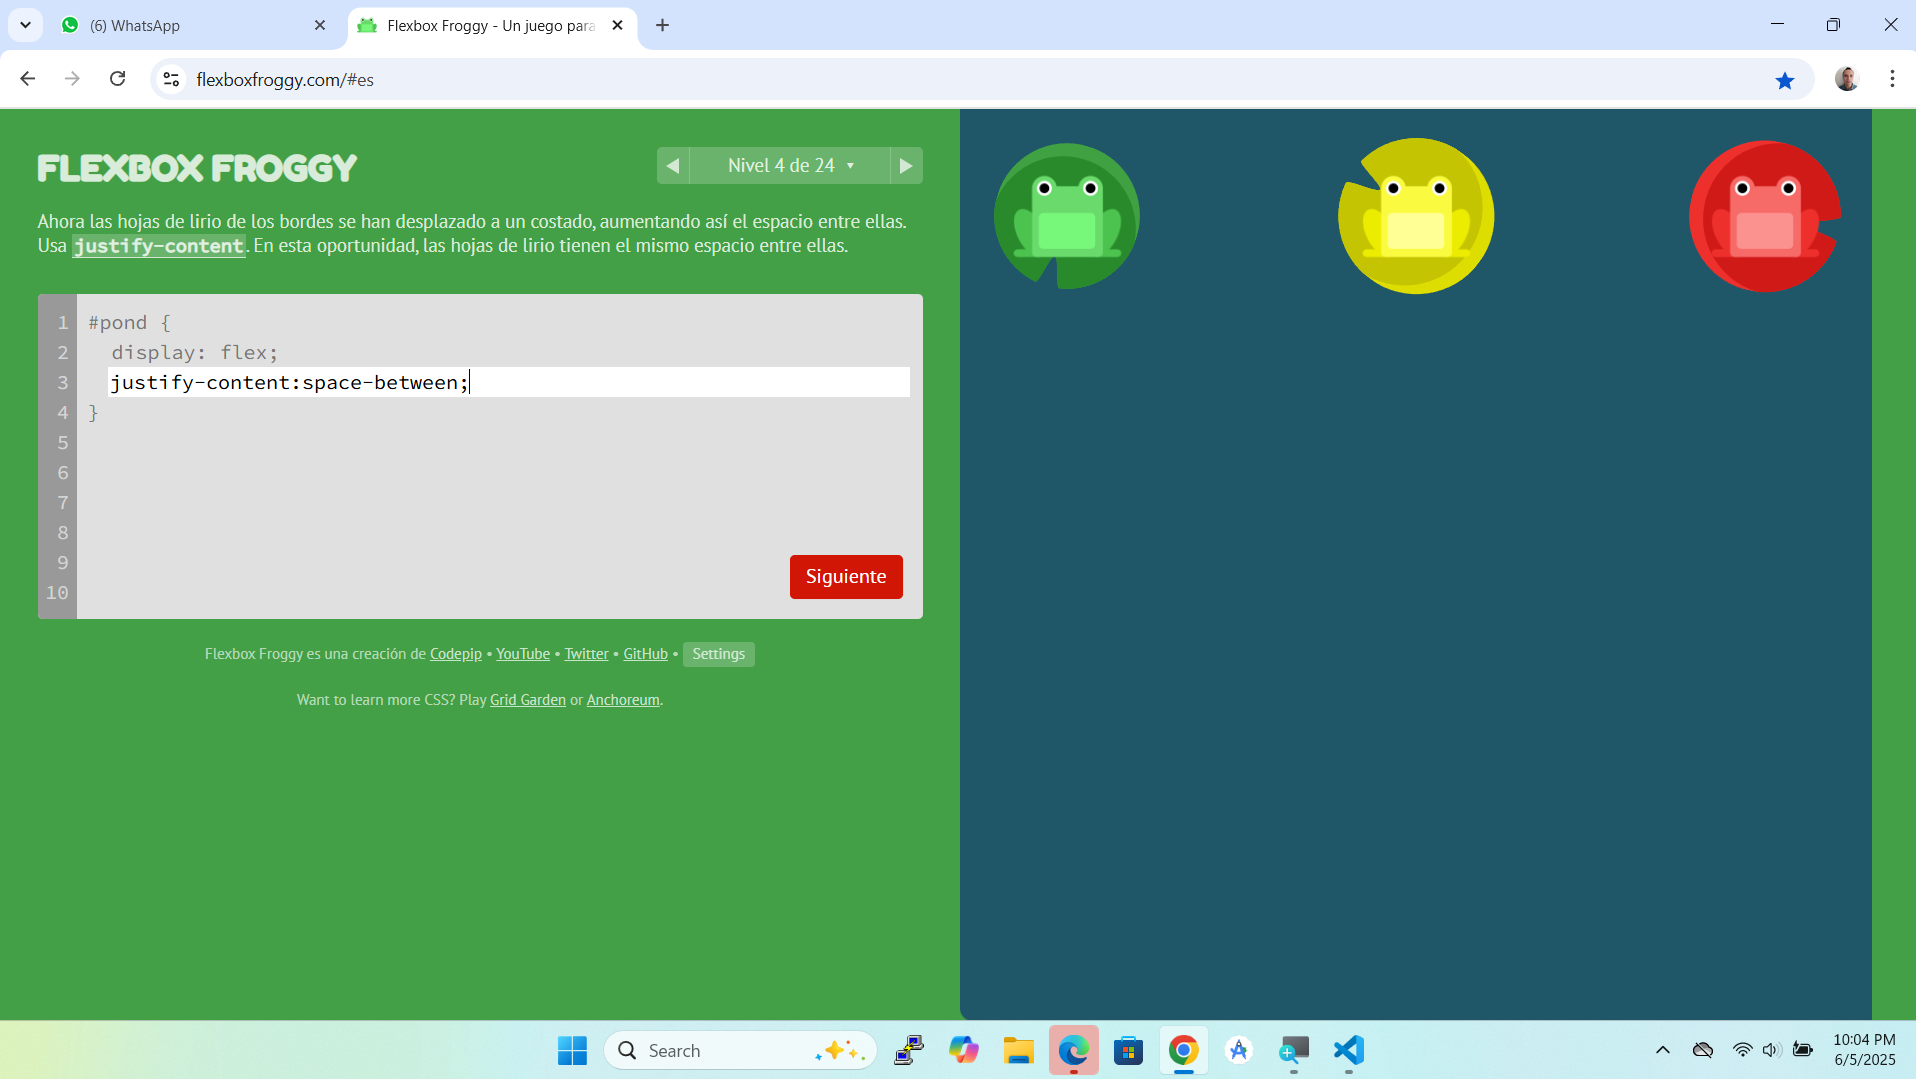 (6) WhatsApp
Flexbox Froggy - Un juego para
flexboxfroggy.com/#es
FLEXBOX FROGGY
Nivel 4 de 24
Ahora las hojas de lirio de los bordes se han desplazado a un costado, aumentando así el espacio entre ellas.
Usa justify-content. En esta oportunidad, las hojas de lirio tienen el mismo espacio entre ellas.
1 #pond {
2 display: flex;
3 justify-content:space-between;
4 }
5
6
7
8
9
10
Siguiente
Flexbox Froggy es una creación de Codepip • YouTube • Twitter • GitHub • Settings
Want to learn more CSS? Play Grid Garden or Anchoreum.
Search
10:04 PM
6/5/2025